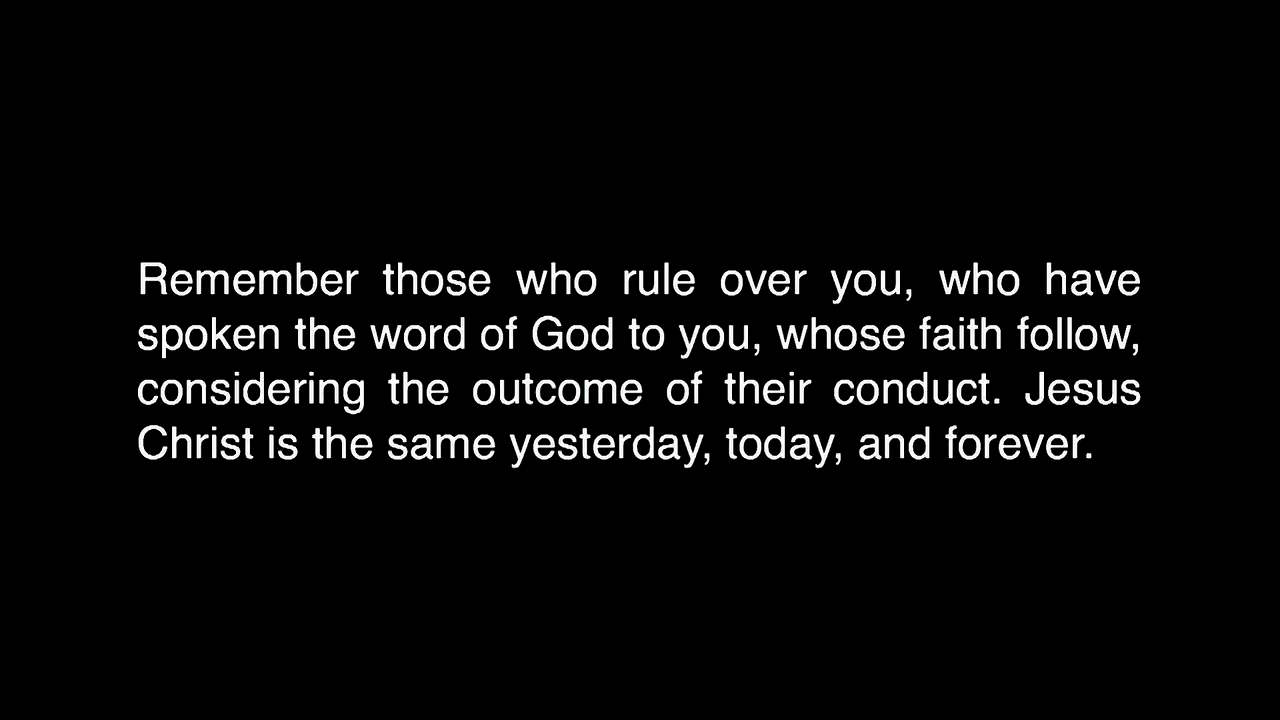 Remember those who rule over you, who have
spoken the word of God to you, whose faith follow,
considering the outcome of their conduct. Jesus
Christ is the same yesterday, today, and forever.